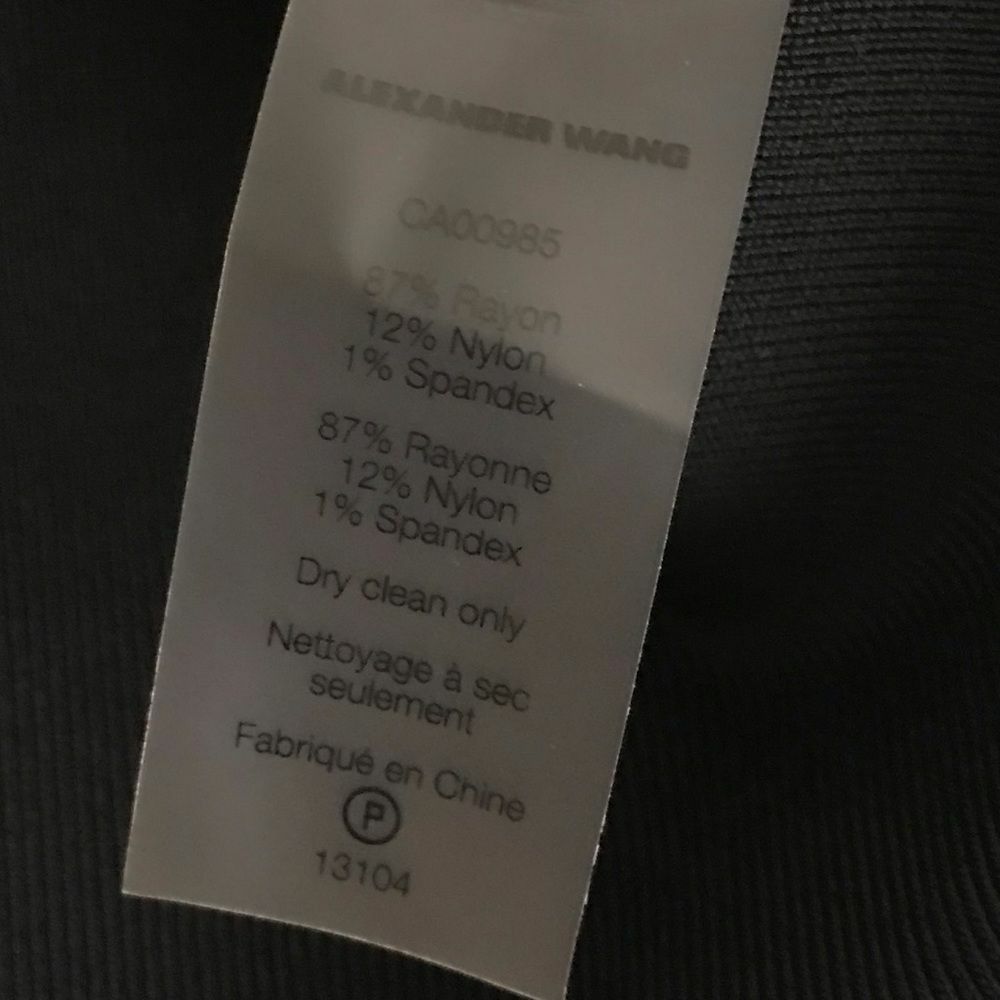 ALEXANDER WANG
CA00985
87% Rayon
12% Nylon
1% Spandex
87% Rayonne
12% Nylon
1% Spandex
Dry clean only
Nettoyage à sec
seulement
Fabriqué en Chine
P
13104